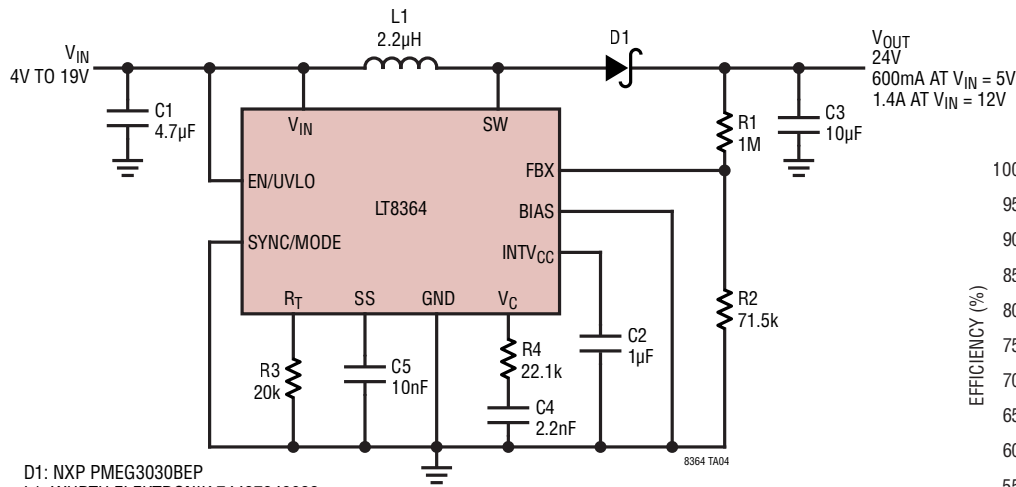 L1
2.2µH
D1
VIN
4V TO 19V
VOUT
24V
600mA AT VIN = 5V
1.4A AT VIN = 12V
C1
4.7µF
VIN
SW
R1
1M
C3
10µF
EN/UVLO
FBX
LT8364
BIAS
SYNC/MODE
INTVCC
RT
SS
GND
VC
R2
71.5k
C2
1µF
R3
20k
C5
10nF
R4
22.1k
C4
2.2nF
8364 TA04
D1: NXP PMEG3030BEP
100
95
90
85
80
75
70
65
60
55
EFFICIENCY (%)